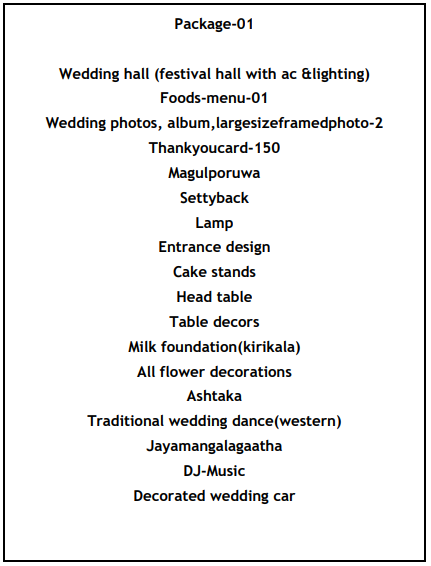 Package-01
Wedding hall (festival hall with ac &lighting)
Foods-menu-01
Wedding photos, album,largesizeframedphoto-2
Thankyoucard-150
Magulporuwa
Settyback
Lamp
Entrance design
Cake stands
Head table
Table decors
Milk foundation(kirikala)
All flower decorations
Ashtaka
Traditional wedding dance(western)
Jayamangalagaatha
DJ-Music
Decorated wedding car